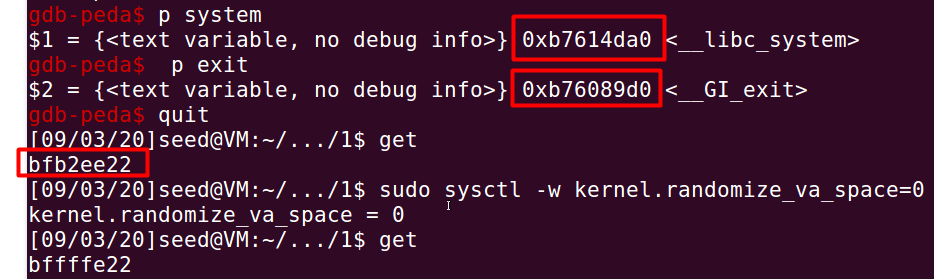 gdb-peda$ p system
$1 = {<text variable, no debug info>} 0xb7614da0 <__libc_system>
gdb-peda$  p exit
$2 = {<text variable, no debug info>} 0xb76089d0 <__GI_exit>
gdb-peda$ quit
[09/03/20]seed@VM:~/.../1$ get
bfb2ee22
[09/03/20]seed@VM:~/.../1$ sudo sysctl -w kernel.randomize_va_space=0
kernel.randomize_va_space = 0
[09/03/20]seed@VM:~/.../1$ get
bffffe22